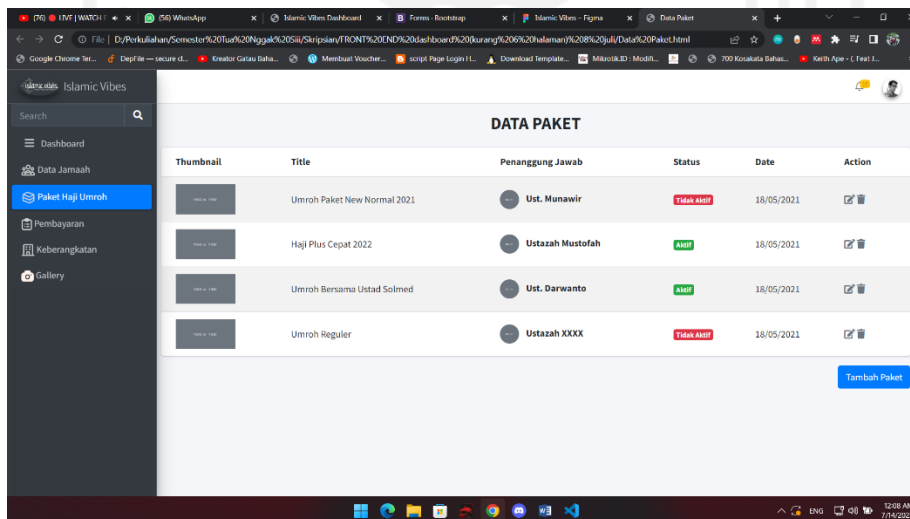 (76) 🔴 LIVE | WATCH F
(56) WhatsApp
Islamic Vibes Dashboard
Forms · Bootstrap
Islamic Vibes – Figma
Data Paket
File | D:/Perkuliahan/Semester%20Tua%20Nggak%20Siii/Skripsian/FRONT%20END%20dashboard%20(kurang%206%20halaman)%208%20juli/Data%20Paket.html
Google Chrome Ter...
DepFile — secure cl...
Kreator Gatau Baha...
Membuat Voucher...
script Page Login H...
Download Template...
Mikrotik.ID : Modifi...
700 Kosakata Bahas...
Keith Ape - (, Feat J...
Islamic Vibes
Search
Dashboard
Data Jamaah
Paket Haji Umroh
Pembayaran
Keberangkatan
Gallery
DATA PAKET
Thumbnail Title Penanggung Jawab Status Date Action
Umroh Paket New Normal 2021 Ust. Munawir Tidak Aktif 18/05/2021
Haji Plus Cepat 2022 Ustazah Mustofah Aktif 18/05/2021
Umroh Bersama Ustad Solmed Ust. Darwanto Aktif 18/05/2021
Umroh Reguler Ustazah XXXX Tidak Aktif 18/05/2021
Tambah Paket
ENG
12:08 AM
7/14/202